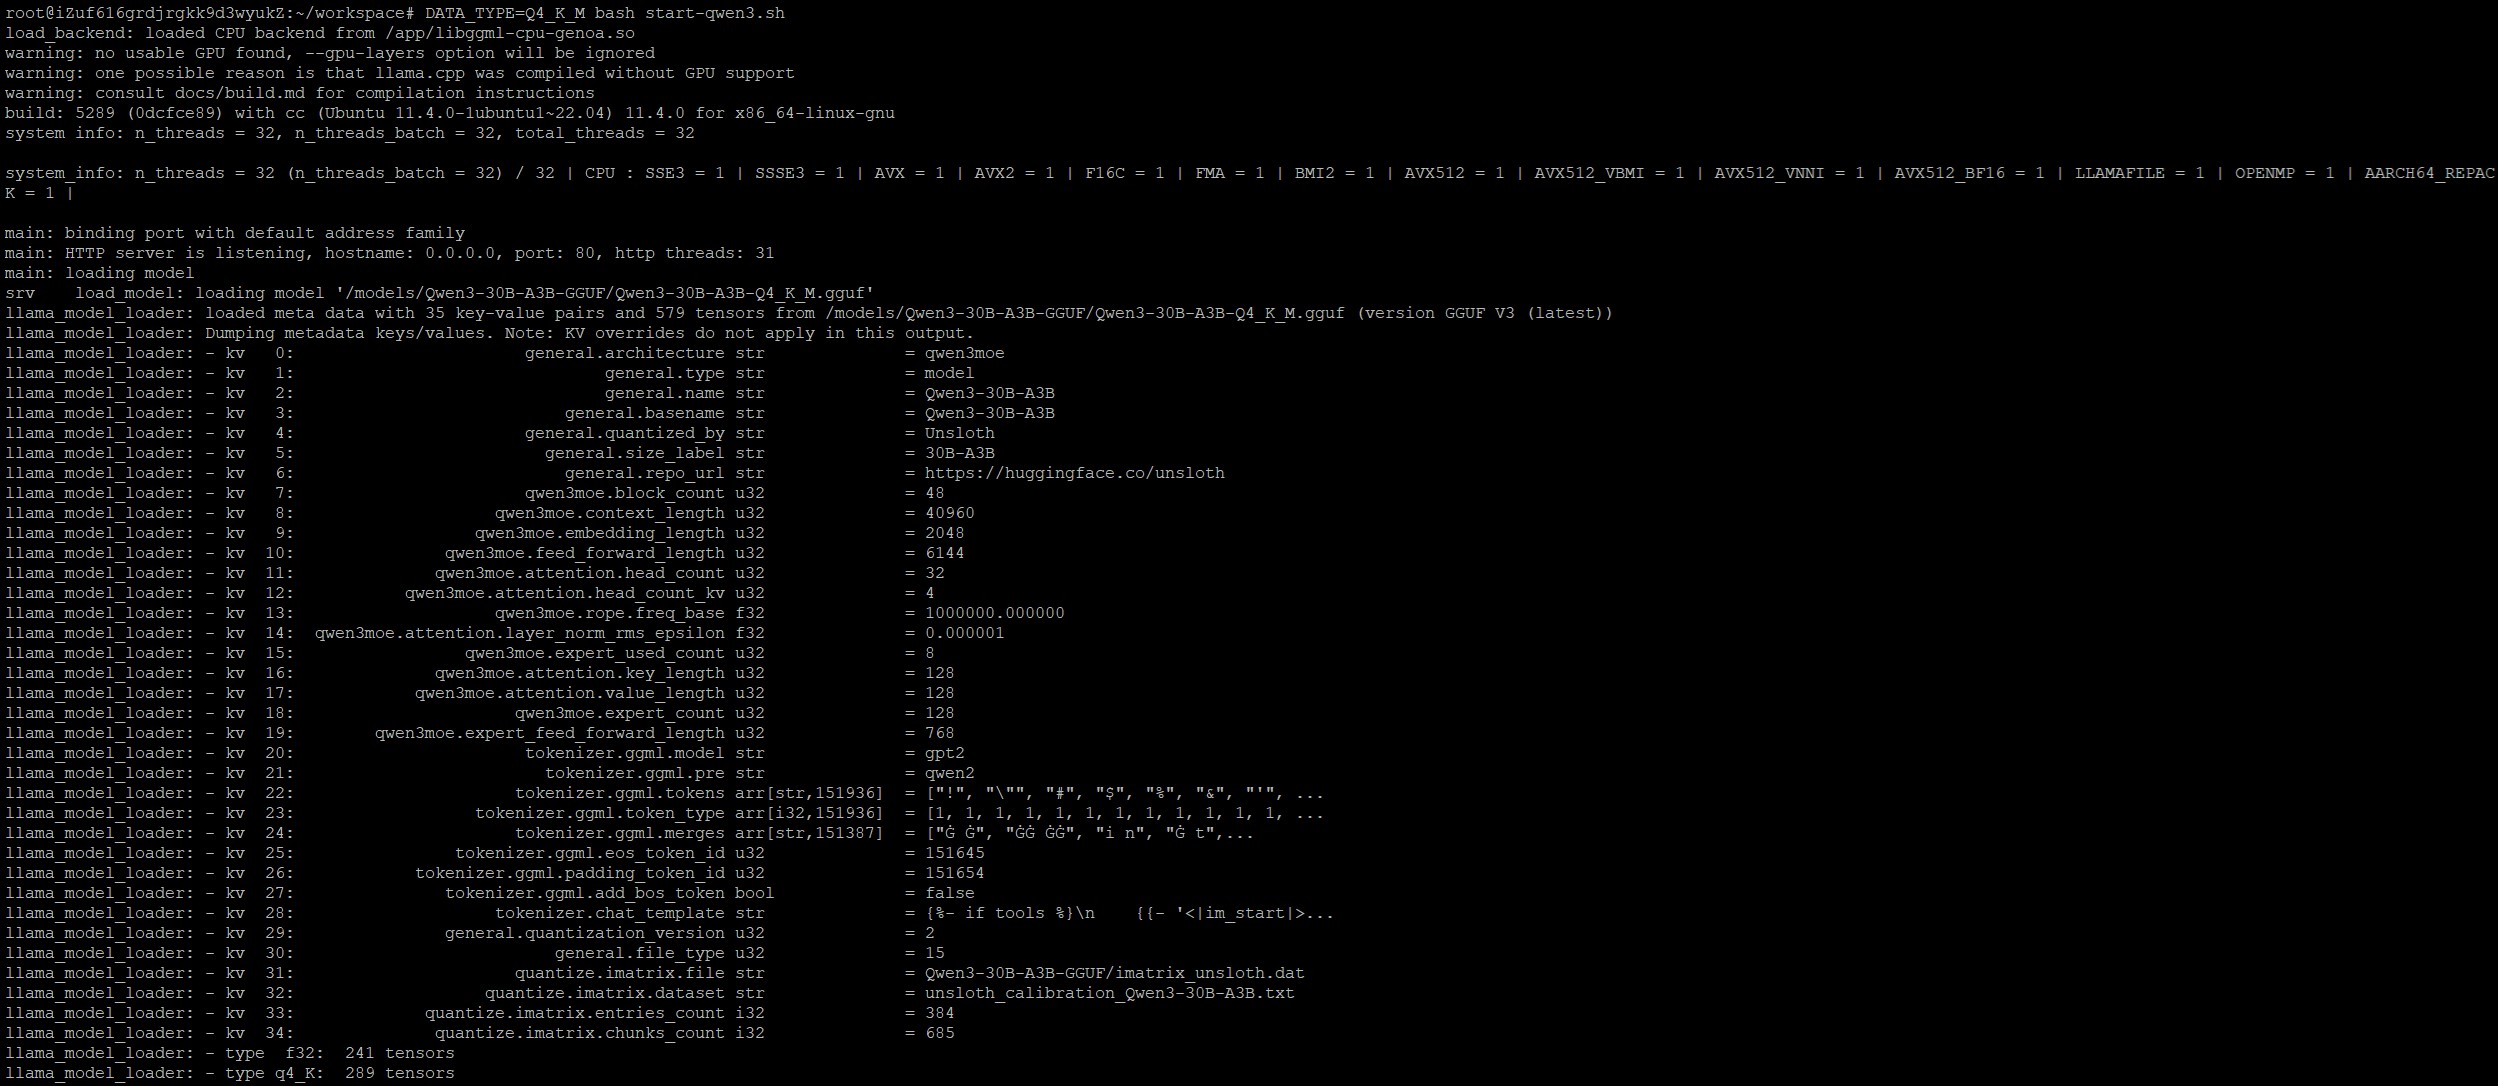 root@iZuf616grdjrgkk9d3wyukZ:~/workspace# DATA_TYPE=Q4_K_M bash start-qwen3.sh
load_backend: loaded CPU backend from /app/libggml-cpu-genoa.so
warning: no usable GPU found, --gpu-layers option will be ignored
warning: one possible reason is that llama.cpp was compiled without GPU support
warning: consult docs/build.md for compilation instructions
build: 5289 (0dcfce89) with cc (Ubuntu 11.4.0-1ubuntu1~22.04) 11.4.0 for x86_64-linux-gnu
system info: n_threads = 32, n_threads_batch = 32, total_threads = 32
system_info: n_threads = 32 (n_threads_batch = 32) / 32 | CPU : SSE3 = 1 | SSSE3 = 1 | AVX = 1 | AVX2 = 1 | F16C = 1 | FMA = 1 | BMI2 = 1 | AVX512 = 1 | AVX512_VBMI = 1 | AVX512_VNNI = 1 | AVX512_BF16 = 1 | LLAMAFILE = 1 | OPENMP = 1 | AARCH64_REPAC
K = 1 |
main: binding port with default address family
main: HTTP server is listening, hostname: 0.0.0.0, port: 80, http threads: 31
main: loading model
srv    load_model: loading model '/models/Qwen3-30B-A3B-GGUF/Qwen3-30B-A3B-Q4_K_M.gguf'
llama_model_loader: loaded meta data with 35 key-value pairs and 579 tensors from /models/Qwen3-30B-A3B-GGUF/Qwen3-30B-A3B-Q4_K_M.gguf (version GGUF V3 (latest))
llama_model_loader: Dumping metadata keys/values. Note: KV overrides do not apply in this output.
llama_model_loader: - kv   0: general.architecture str = qwen3moe
llama_model_loader: - kv   1: general.type str = model
llama_model_loader: - kv   2: general.name str = Qwen3-30B-A3B
llama_model_loader: - kv   3: general.basename str = Qwen3-30B-A3B
llama_model_loader: - kv   4: general.quantized_by str = Unsloth
llama_model_loader: - kv   5: general.size_label str = 30B-A3B
llama_model_loader: - kv   6: general.repo_url str = https://huggingface.co/unsloth
llama_model_loader: - kv   7: qwen3moe.block_count u32 = 48
llama_model_loader: - kv   8: qwen3moe.context_length u32 = 40960
llama_model_loader: - kv   9: qwen3moe.embedding_length u32 = 2048
llama_model_loader: - kv  10: qwen3moe.feed_forward_length u32 = 6144
llama_model_loader: - kv  11: qwen3moe.attention.head_count u32 = 32
llama_model_loader: - kv  12: qwen3moe.attention.head_count_kv u32 = 4
llama_model_loader: - kv  13: qwen3moe.rope.freq_base f32 = 1000000.000000
llama_model_loader: - kv  14: qwen3moe.attention.layer_norm_rms_epsilon f32 = 0.000001
llama_model_loader: - kv  15: qwen3moe.expert_used_count u32 = 8
llama_model_loader: - kv  16: qwen3moe.attention.key_length u32 = 128
llama_model_loader: - kv  17: qwen3moe.attention.value_length u32 = 128
llama_model_loader: - kv  18: qwen3moe.expert_count u32 = 128
llama_model_loader: - kv  19: qwen3moe.expert_feed_forward_length u32 = 768
llama_model_loader: - kv  20: tokenizer.ggml.model str = gpt2
llama_model_loader: - kv  21: tokenizer.ggml.pre str = qwen2
llama_model_loader: - kv  22: tokenizer.ggml.tokens arr[str,151936] = ["!", "\"", "#", "$", "%", "&", "'", ...
llama_model_loader: - kv  23: tokenizer.ggml.token_type arr[i32,151936] = [1, 1, 1, 1, 1, 1, 1, 1, 1, 1, 1, 1, ...
llama_model_loader: - kv  24: tokenizer.ggml.merges arr[str,151387] = ["Ġ Ġ", "ĠĠ ĠĠ", "i n", "Ġ t",...
llama_model_loader: - kv  25: tokenizer.ggml.eos_token_id u32 = 151645
llama_model_loader: - kv  26: tokenizer.ggml.padding_token_id u32 = 151654
llama_model_loader: - kv  27: tokenizer.ggml.add_bos_token bool = false
llama_model_loader: - kv  28: tokenizer.chat_template str = {%- if tools %}\n    {{- '<|im_start|>...
llama_model_loader: - kv  29: general.quantization_version u32 = 2
llama_model_loader: - kv  30: general.file_type u32 = 15
llama_model_loader: - kv  31: quantize.imatrix.file str = Qwen3-30B-A3B-GGUF/imatrix_unsloth.dat
llama_model_loader: - kv  32: quantize.imatrix.dataset str = unsloth_calibration_Qwen3-30B-A3B.txt
llama_model_loader: - kv  33: quantize.imatrix.entries_count i32 = 384
llama_model_loader: - kv  34: quantize.imatrix.chunks_count i32 = 685
llama_model_loader: - type  f32:  241 tensors
llama_model_loader: - type q4_K:  289 tensors